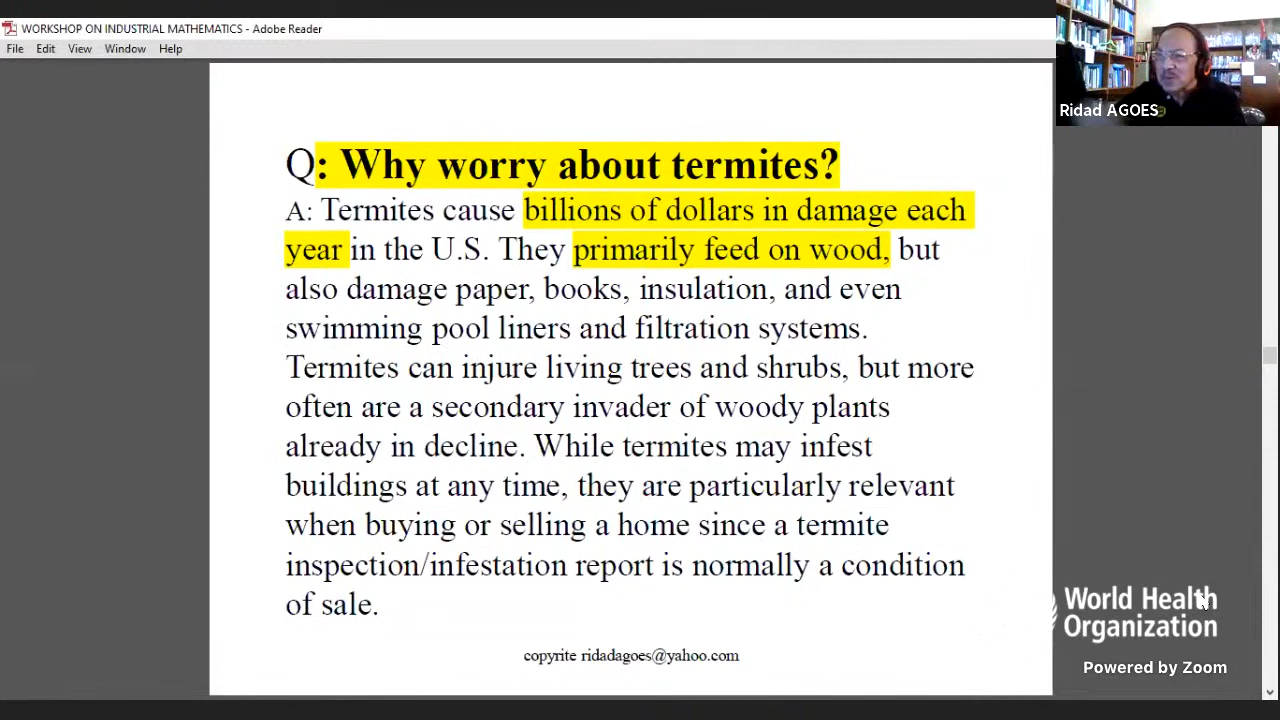 WORKSHOP ON INDUSTRIAL MATHEMATICS - Adobe Reader
File Edit View Window Help
Ridad AGOES
Q: Why worry about termites?
A: Termites cause billions of dollars in damage each
year in the U.S. They primarily feed on wood, but
also damage paper, books, insulation, and even
swimming pool liners and filtration systems.
Termites can injure living trees and shrubs, but more
often are a secondary invader of woody plants
already in decline. While termites may infest
buildings at any time, they are particularly relevant
when buying or selling a home since a termite
inspection/infestation report is normally a condition
of sale.
copyrite ridadagoes@yahoo.com
World Health
Organization
Powered by Zoom